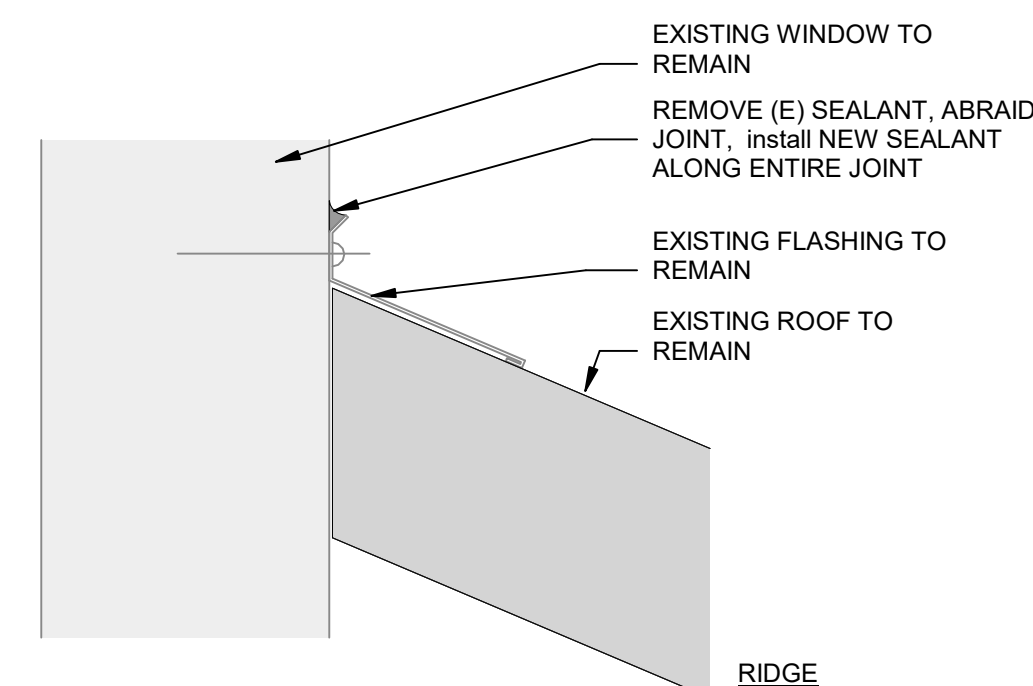 EXISTING WINDOW TO
REMAIN
REMOVE (E) SEALANT, ABRAID
JOINT, install NEW SEALANT
ALONG ENTIRE JOINT
EXISTING FLASHING TO
REMAIN
EXISTING ROOF TO
REMAIN
RIDGE